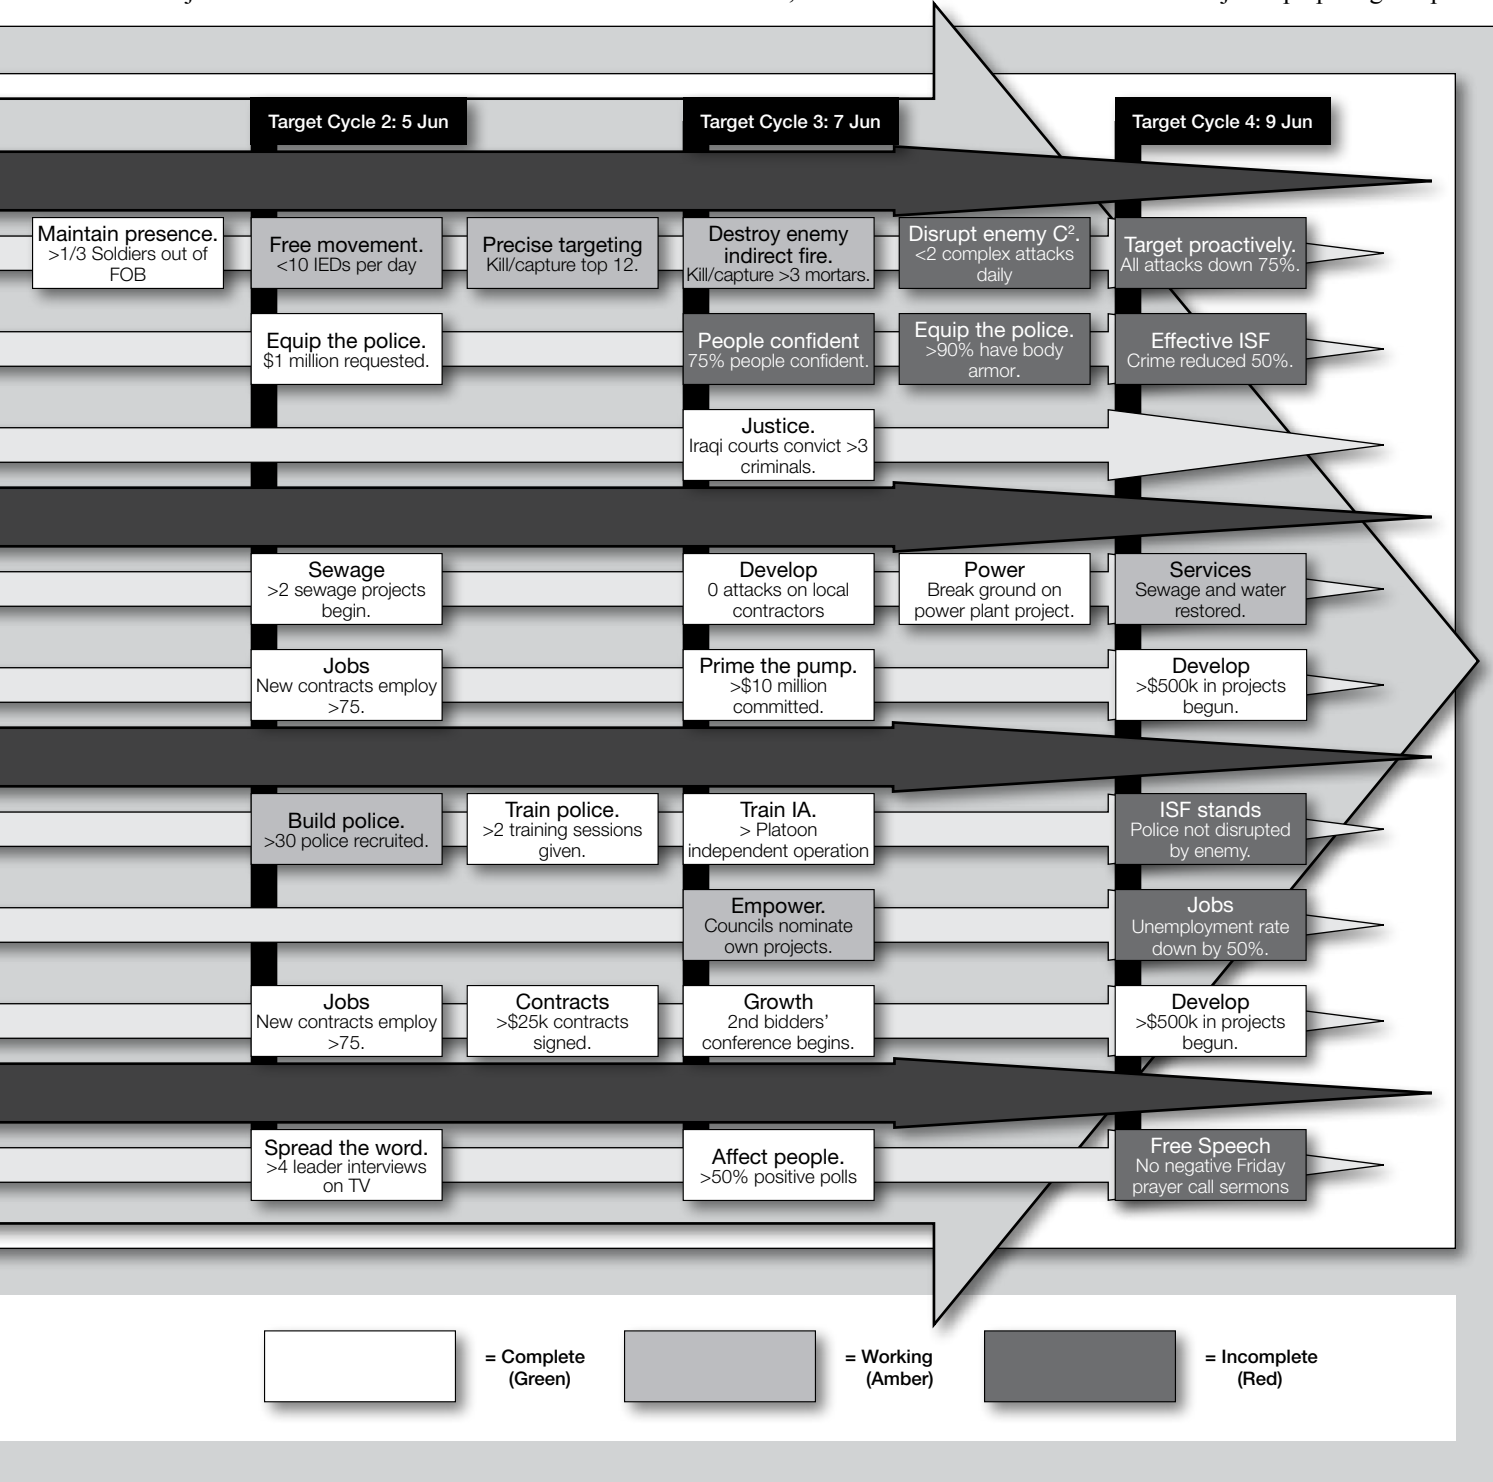 Target Cycle 2: 5 Jun
Target Cycle 3: 7 Jun
Target Cycle 4: 9 Jun
Maintain presence.
>1/3 Soldiers out of
FOB
Free movement.
<10 IEDs per day
Precise targeting
Kill/capture top 12.
Destroy enemy
indirect fire.
Kill/capture >3 mortars.
Disrupt enemy C².
<2 complex attacks
daily
Target proactively.
All attacks down 75%.
Equip the police.
$1 million requested.
People confident
75% people confident.
Equip the police.
>90% have body
armor.
Effective ISF
Crime reduced 50%.
Justice.
Iraqi courts convict >3
criminals.
Sewage
>2 sewage projects
begin.
Develop
0 attacks on local
contractors
Power
Break ground on
power plant project.
Services
Sewage and water
restored.
Jobs
New contracts employ
>75.
Prime the pump.
>$10 million
committed.
Develop
>$500k in projects
begun.
Build police.
>30 police recruited.
Train police.
>2 training sessions
given.
Train IA.
> Platoon
independent operation
ISF stands
Police not disrupted
by enemy.
Empower.
Councils nominate
own projects.
Jobs
Unemployment rate
down by 50%.
Jobs
New contracts employ
>75.
Contracts
>$25k contracts
signed.
Growth
2nd bidders’
conference begins.
Develop
>$500k in projects
begun.
Spread the word.
>4 leader interviews
on TV
Affect people.
>50% positive polls
Free Speech
No negative Friday
prayer call sermons
= Complete
(Green)
= Working
(Amber)
= Incomplete
(Red)